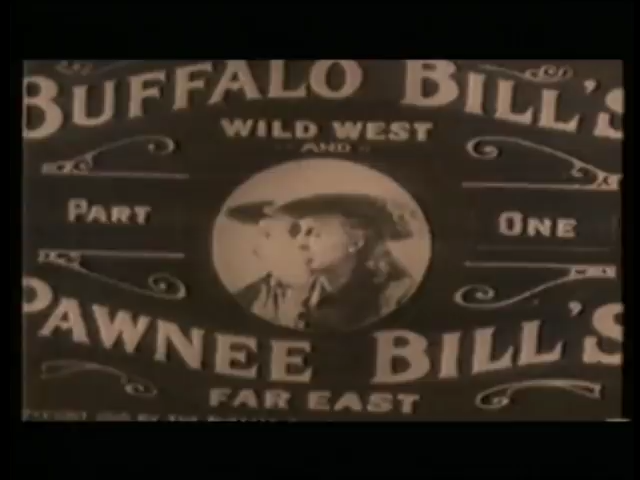 BUFFALO BILL'S
WILD WEST
AND
PART ONE
PAWNEE BILL'S
FAR EAST